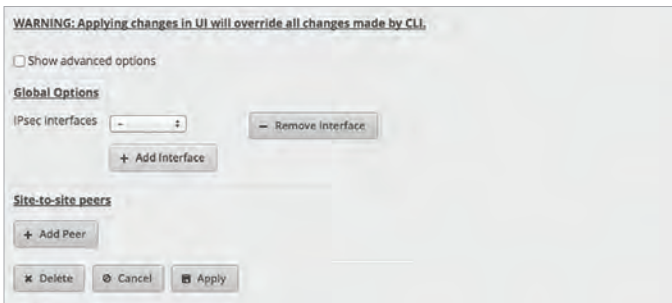 WARNING: Applying changes in UI will override all changes made by CLI.
Show advanced options
Global Options
IPsec Interfaces - − Remove Interface
+ Add Interface
Site-to-site peers
+ Add Peer
Delete Cancel Apply